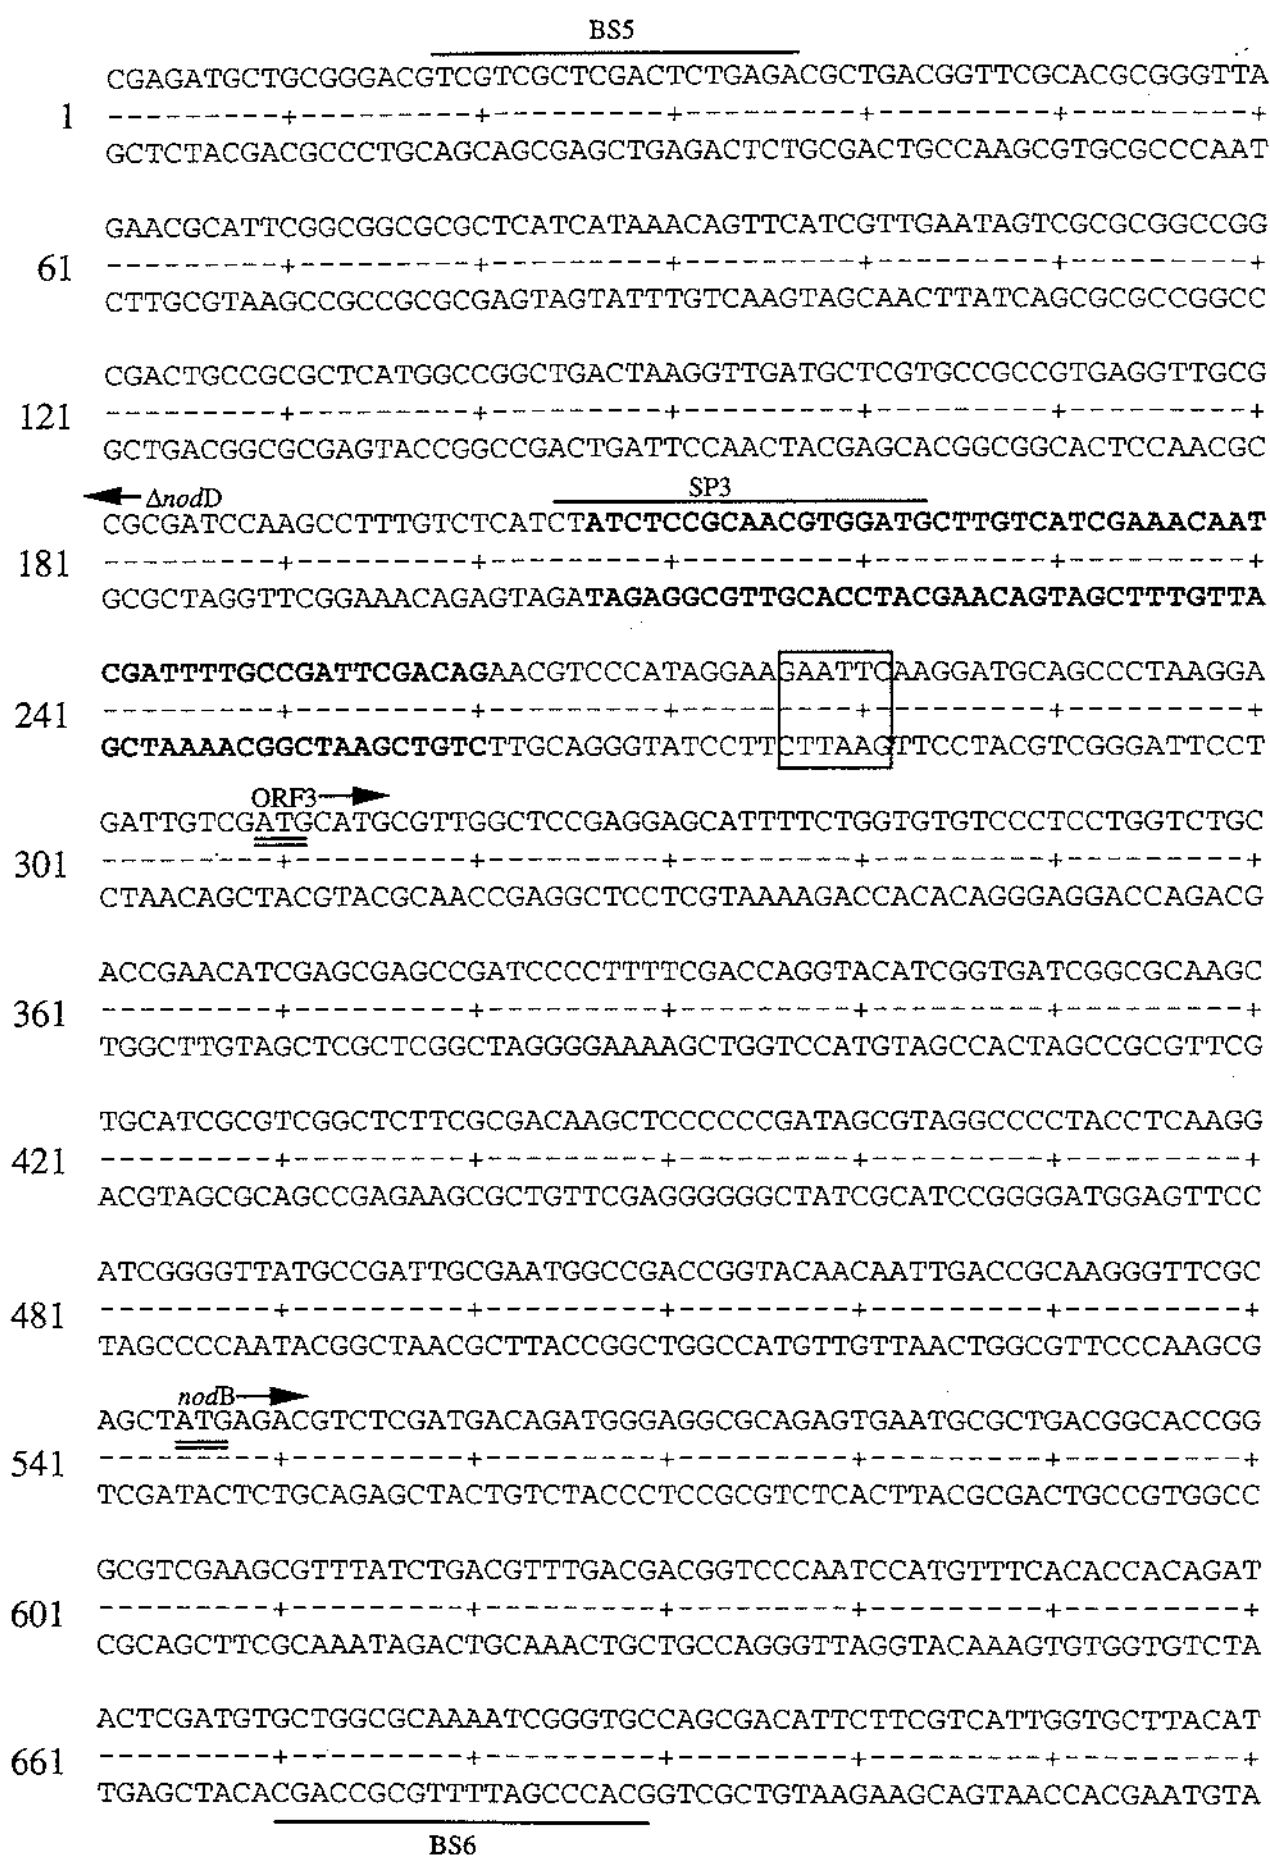 BS5
CGAGATGCTGCGGGACGTCGTCGCTCGACTCTGAGACGCTGACGGTTCGCACGCGGGTTA
1 ---------+---------+---------+---------+---------+---------+
GCTCTACGACGCCCTGCAGCAGCGAGCTGAGACTCTGCGACTGCCAAGCGTGCGCCCAAT
GAACGCATTCGGCGGCGCGCTCATCATAAACAGTTCATCGTTGAATAGTCGCGCGGCCGG
61 ---------+---------+---------+---------+---------+---------+
CTTGCGTAAGCCGCCGCGCGAGTAGTATTTGTCAAGTAGCAACTTATCAGCGCGCCGGCC
CGACTGCCGCGCTCATGGCCGGCTGACTAAGGTTGATGCTCGTGCCGCCGTGAGGTTGCG
121 ---------+---------+---------+---------+---------+---------+
GCTGACGGCGCGAGTACCGGCCGACTGATTCCAACTACGAGCACGGCGGCACTCCAACGC
ΔnodD SP3
CGCGATCCAAGCCTTTGTCTCATCTATCTCCGCAACGTGGATGCTTGTCATCGAAACAAT
181 ---------+---------+---------+---------+---------+---------+
GCGCTAGGTTCGGAAACAGAGTAGATAGAGGCGTTGCACCTACGAACAGTAGCTTTGTTA
CGATTTTGCCGATTCGACAGAACGTCCCATAGGAAGAATTCAAGGATGCAGCCCTAAGGA
241 ---------+---------+---------+---------+---------+---------+
GCTAAAACGGCTAAGCTGTCTTGCAGGGTATCCTTCTTAAGTTCCTACGTCGGGATTCCT
ORF3
GATTGTCGATGCATGCGTTGGCTCCGAGGAGCATTTTCTGGTGTGTCCCTCCTGGTCTGC
301 ---------+---------+---------+---------+---------+---------+
CTAACAGCTACGTACGCAACCGAGGCTCCTCGTAAAAGACCACACAGGGAGGACCAGACG
ACCGAACATCGAGCGAGCCGATCCCCTTTTCGACCAGGTACATCGGTGATCGGCGCAAGC
361 ---------+---------+---------+---------+---------+---------+
TGGCTTGTAGCTCGCTCGGCTAGGGGAAAAGCTGGTCCATGTAGCCACTAGCCGCGTTCG
TGCATCGCGTCGGCTCTTCGCGACAAGCTCCCCCCGATAGCGTAGGCCCCTACCTCAAGG
421 ---------+---------+---------+---------+---------+---------+
ACGTAGCGCAGCCGAGAAGCGCTGTTCGAGGGGGGCTATCGCATCCGGGGATGGAGTTCC
ATCGGGGTTATGCCGATTGCGAATGGCCGACCGGTACAACAATTGACCGCAAGGGTTCGC
481 ---------+---------+---------+---------+---------+---------+
TAGCCCCAATACGGCTAACGCTTACCGGCTGGCCATGTTGTTAACTGGCGTTCCCAAGCG
nodB
AGCTATGAGACGTCTCGATGACAGATGGGAGGCGCAGAGTGAATGCGCTGACGGCACCGG
541 ---------+---------+---------+---------+---------+---------+
TCGATACTCTGCAGAGCTACTGTCTACCCTCCGCGTCTCACTTACGCGACTGCCGTGGCC
GCGTCGAAGCGTTTATCTGACGTTTGACGACGGTCCCAATCCATGTTTCACACCACAGAT
601 ---------+---------+---------+---------+---------+---------+
CGCAGCTTCGCAAATAGACTGCAAACTGCTGCCAGGGTTAGGTACAAAGTGTGGTGTCTA
ACTCGATGTGCTGGCGCAAAATCGGGTGCCAGCGACATTCTTCGTCATTGGTGCTTACAT
661 ---------+---------+---------+---------+---------+---------+
TGAGCTACACGACCGCGTTTTAGCCCACGGTCGCTGTAAGAAGCAGTAACCACGAATGTA
BS6